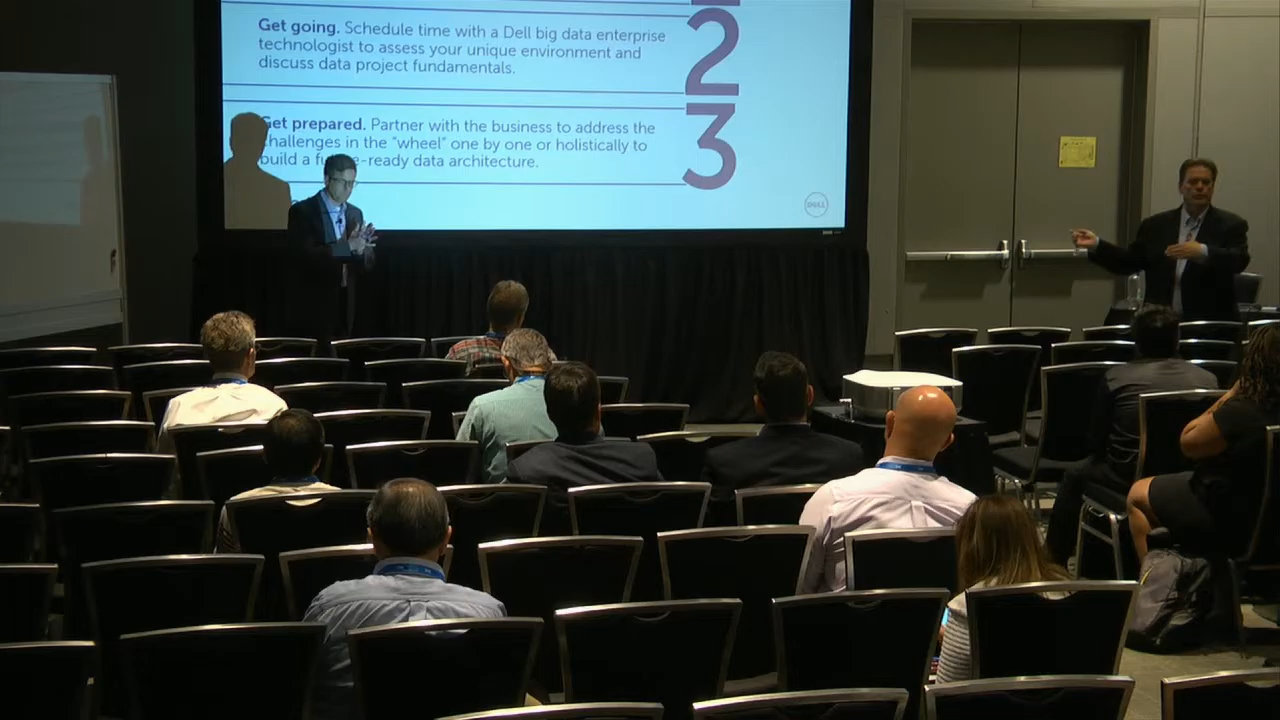 Get going. Schedule time with a Dell big data enterprise
technologist to assess your unique environment and
discuss data project fundamentals.
2
Get prepared. Partner with the business to address the
challenges in the "wheel" one by one or holistically to
build a future-ready data architecture.
3
DELL